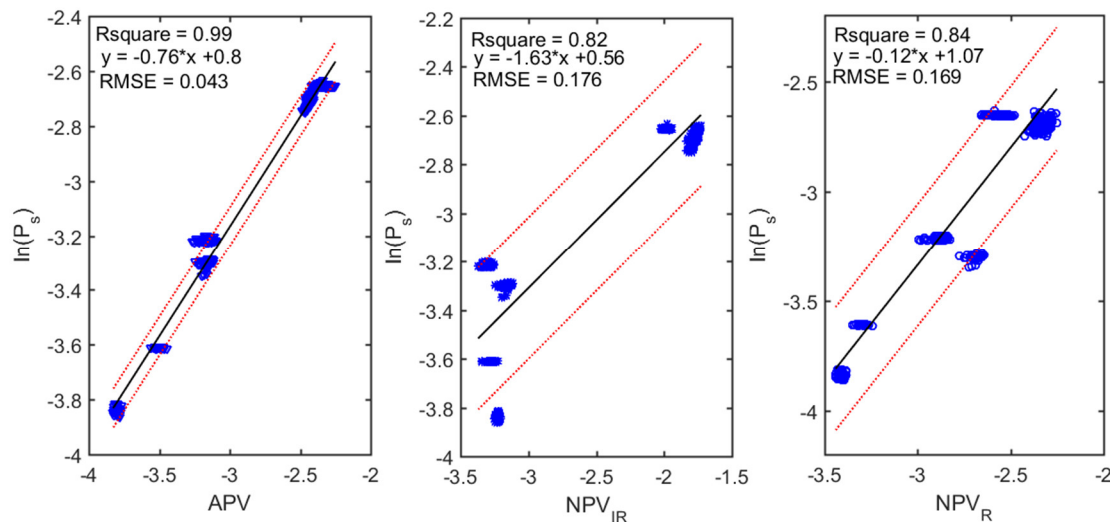 -2.4
-2.6
-2.8
-3
-3.2
-3.4
-3.6
-3.8
-4
ln(Pₛ)
Rsquare = 0.99
y = -0.76*x +0.8
RMSE = 0.043
-4 -3.5 -3 -2.5 -2
APV
-2.2
-2.4
-2.6
-2.8
-3
-3.2
-3.4
-3.6
-3.8
-4
ln(Pₛ)
Rsquare = 0.82
y = -1.63*x +0.56
RMSE = 0.176
-3.5 -3 -2.5 -2 -1.5
NPV_IR
-2.5
-3
-3.5
-4
ln(Pₛ)
Rsquare = 0.84
y = -0.12*x +1.07
RMSE = 0.169
-3.5 -3 -2.5 -2
NPV_R